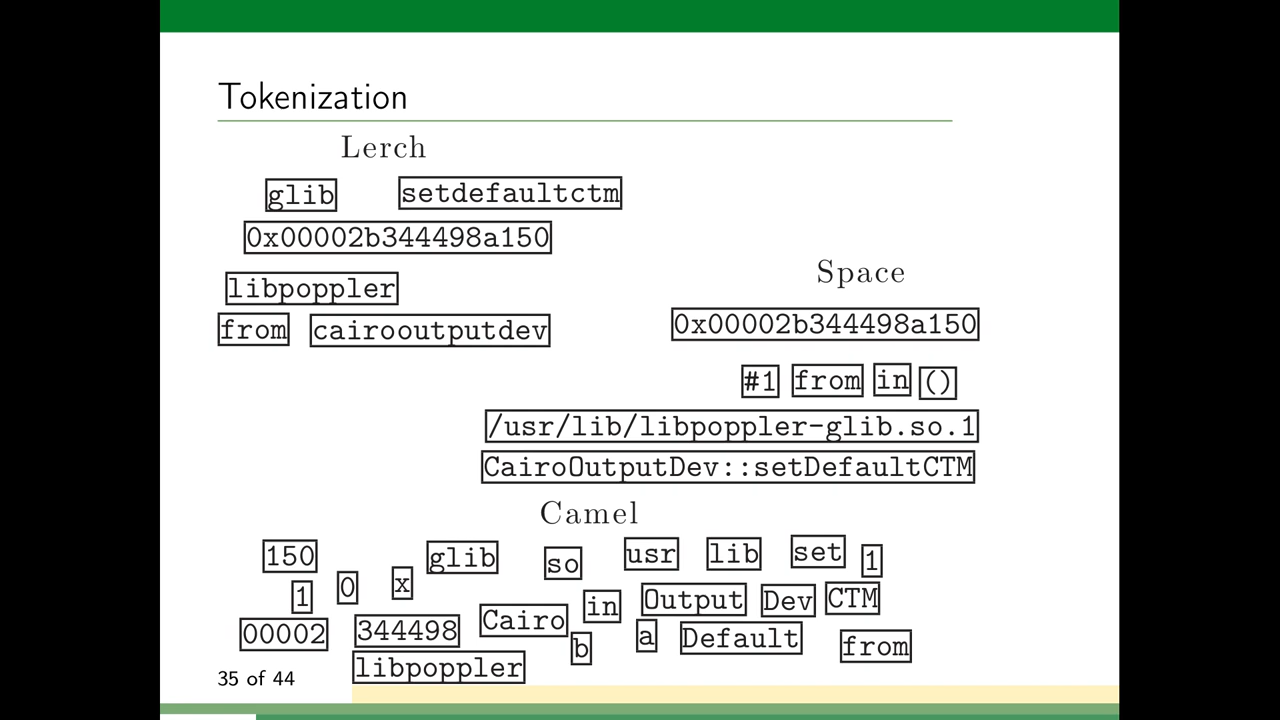 Tokenization
Lerch
glib setdefaultctm
0x00002b344498a150
libpoppler
from cairooutputdev
Space
0x00002b344498a150
#1 from in ()
/usr/lib/libpoppler-glib.so.1
CairoOutputDev::setDefaultCTM
Camel
150 glib so usr lib set 1
1 0 x in Output Dev CTM
00002 344498 Cairo b a Default from
libpoppler
35 of 44